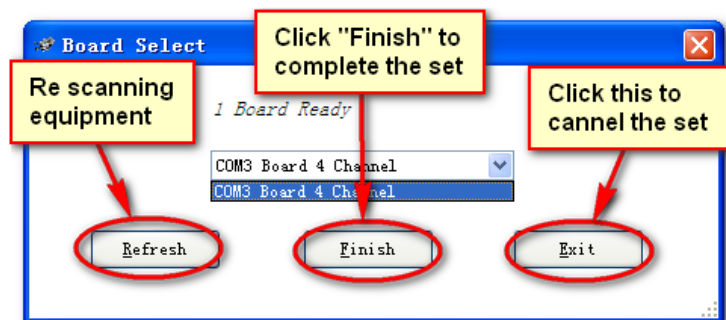 Board Select
Click "Finish" to
complete the set
Re scanning
equipment
1 Board Ready
Click this to
cannel the set
COM3 Board 4 Channel
COM3 Board 4 Channel
Refresh
Finish
Exit